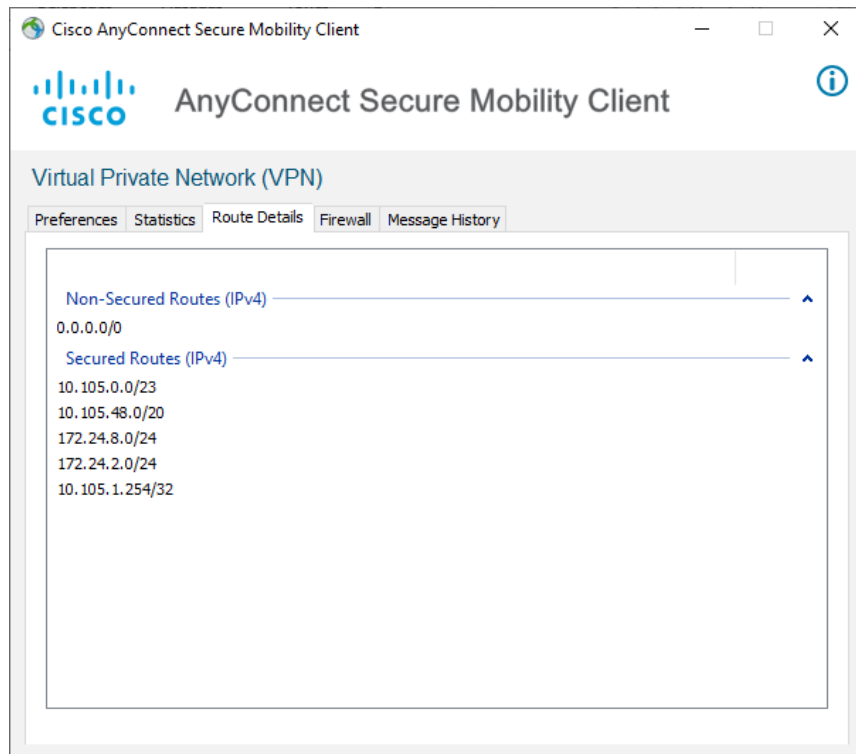 Cisco AnyConnect Secure Mobility Client
CISCO
AnyConnect Secure Mobility Client
Virtual Private Network (VPN)
Preferences Statistics Route Details Firewall Message History
Non-Secured Routes (IPv4)
0.0.0.0/0
Secured Routes (IPv4)
10.105.0.0/23
10.105.48.0/20
172.24.8.0/24
172.24.2.0/24
10.105.1.254/32